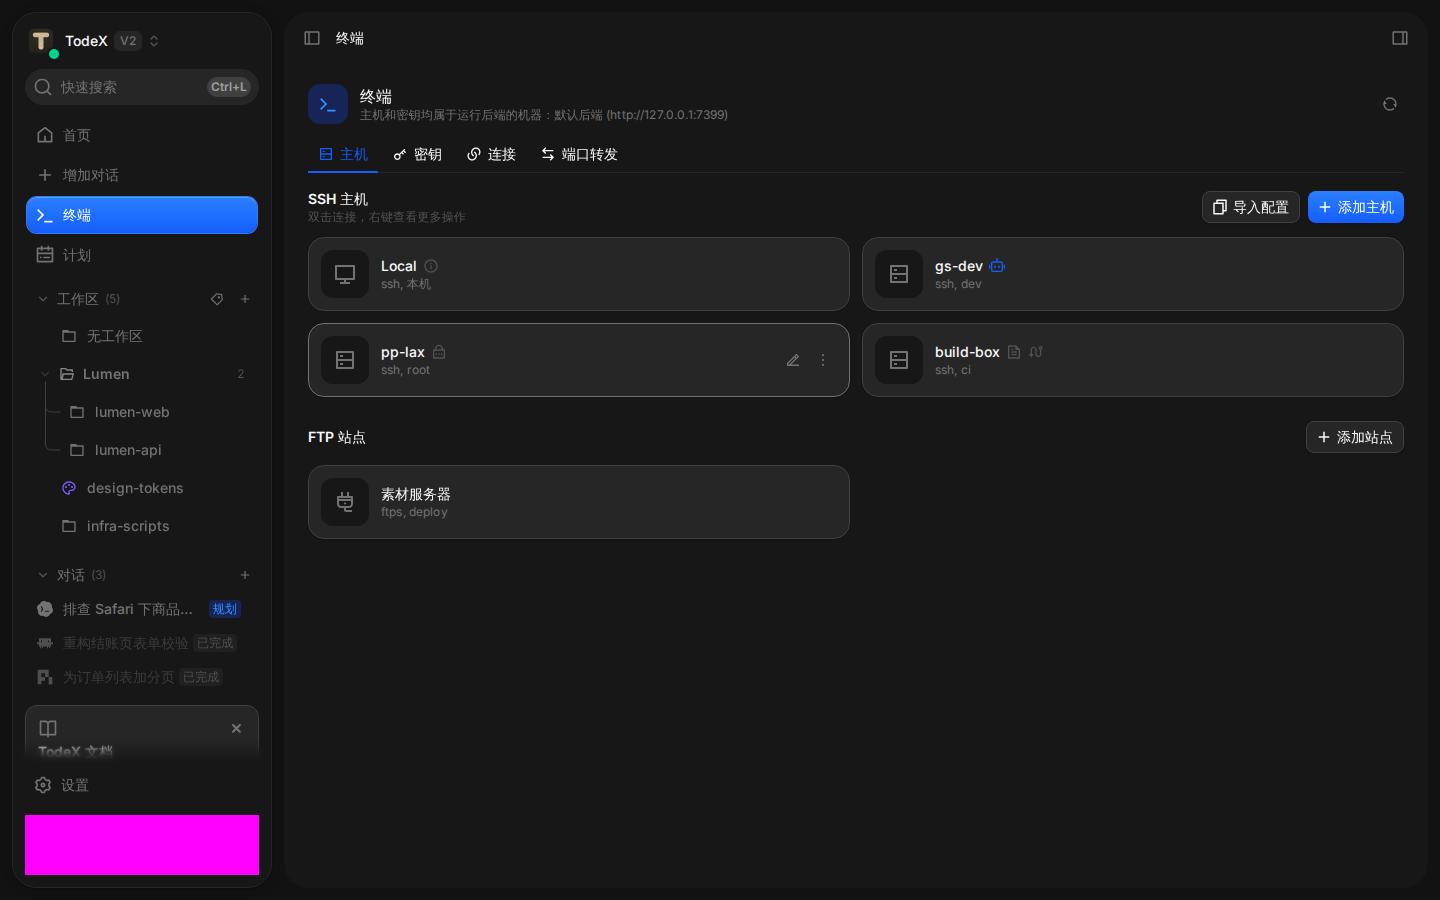 TodeX V2
快速搜索 Ctrl+L
首页
增加对话
终端
计划
工作区 (5)
无工作区
Lumen 2
lumen-web
lumen-api
design-tokens
infra-scripts
对话 (3)
排查 Safari 下商品... 规划
重构结账页表单校验 已完成
为订单列表加分页 已完成
TodeX 文档
设置
终端
终端
主机和密钥均属于运行后端的机器：默认后端 (http://127.0.0.1:7399)
主机 密钥 连接 端口转发
SSH 主机
双击连接，右键查看更多操作
导入配置 添加主机
Local
ssh, 本机
gs-dev
ssh, dev
pp-lax
ssh, root
build-box
ssh, ci
FTP 站点
添加站点
素材服务器
ftps, deploy